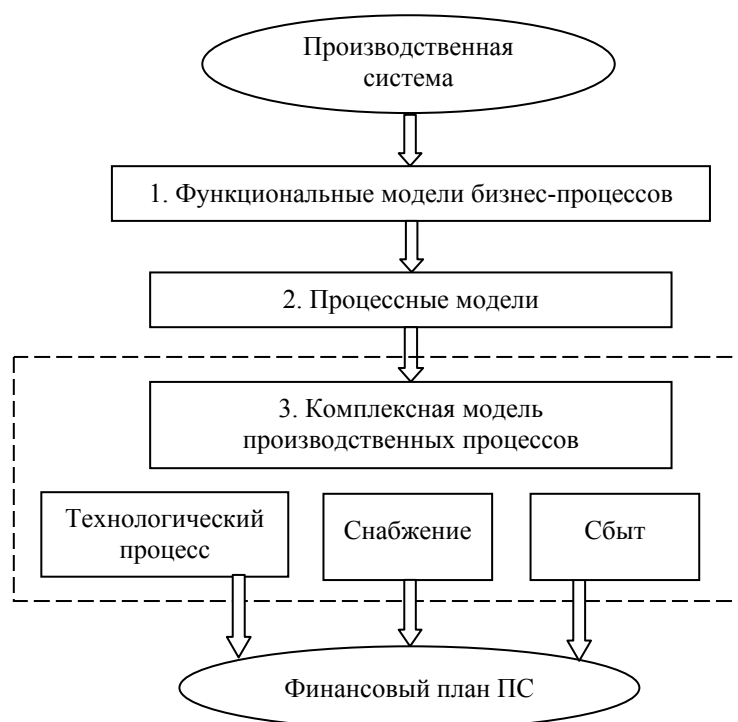 Производственная
система
1. Функциональные модели бизнес-процессов
2. Процессные модели
3. Комплексная модель
производственных процессов
Технологический
процесс
Снабжение
Сбыт
Финансовый план ПС